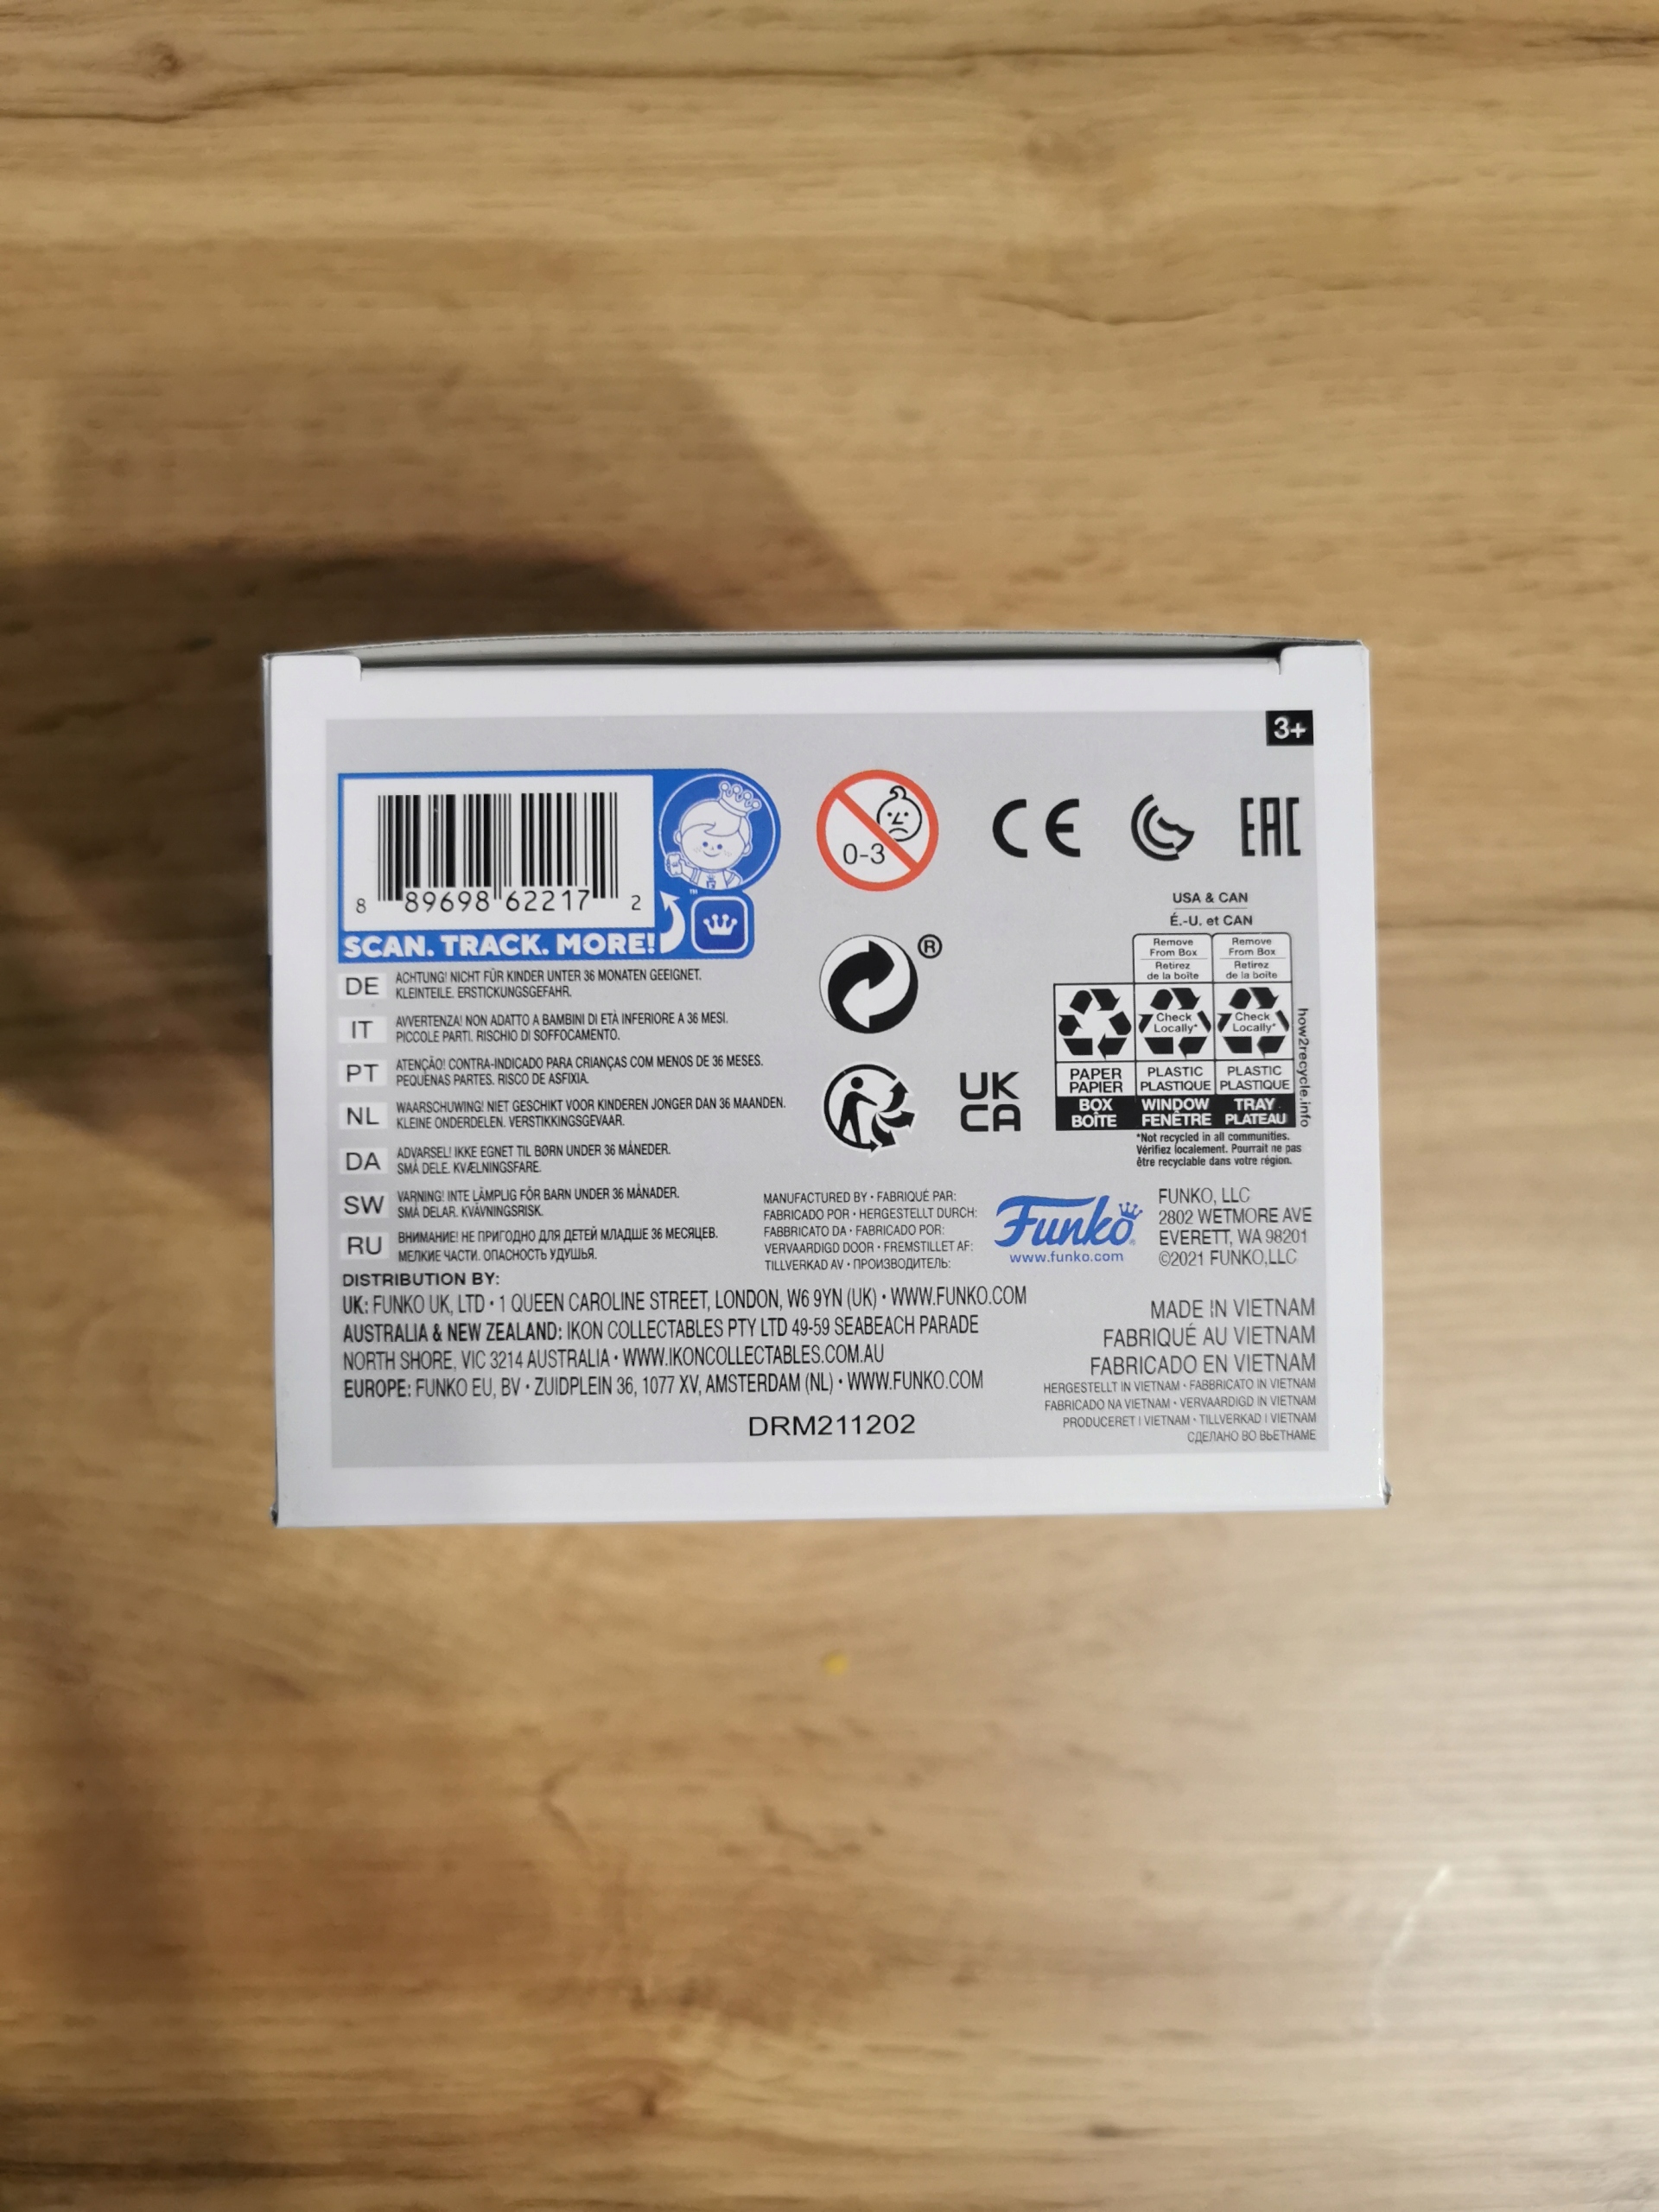 3+
8 89698 62217 2
™
SCAN. TRACK. MORE!
0-3
CE
EAC
®
UK
CA
USA & CAN
É.-U. et CAN
Remove From Box
Retirez de la boîte
Remove From Box
Retirez de la boîte
Check Locally*
Check Locally*
PAPER PAPIER
PLASTIC PLASTIQUE
PLASTIC PLASTIQUE
BOX BOÎTE
WINDOW FENÊTRE
TRAY PLATEAU
how2recycle.info
*Not recycled in all communities.
Vérifiez localement. Pourrait ne pas
être recyclable dans votre région.
DE ACHTUNG! NICHT FÜR KINDER UNTER 36 MONATEN GEEIGNET.
KLEINTEILE. ERSTICKUNGSGEFAHR.
IT AVVERTENZA! NON ADATTO A BAMBINI DI ETÀ INFERIORE A 36 MESI.
PICCOLE PARTI. RISCHIO DI SOFFOCAMENTO.
PT ATENÇÃO! CONTRA-INDICADO PARA CRIANÇAS COM MENOS DE 36 MESES.
PEQUENAS PARTES. RISCO DE ASFIXIA.
NL WAARSCHUWING! NIET GESCHIKT VOOR KINDEREN JONGER DAN 36 MAANDEN.
KLEINE ONDERDELEN. VERSTIKKINGSGEVAAR.
DA ADVARSEL! IKKE EGNET TIL BØRN UNDER 36 MÅNEDER.
SMÅ DELE. KVÆLNINGSFARE.
SW VARNING! INTE LÄMPLIG FÖR BARN UNDER 36 MÅNADER.
SMÅ DELAR. KVÄVNINGSRISK.
RU ВНИМАНИЕ! НЕ ПРИГОДНО ДЛЯ ДЕТЕЙ МЛАДШЕ 36 МЕСЯЦЕВ.
МЕЛКИЕ ЧАСТИ. ОПАСНОСТЬ УДУШЬЯ.
MANUFACTURED BY • FABRIQUÉ PAR:
FABRICADO POR • HERGESTELLT DURCH:
FABBRICATO DA • FABRICADO POR:
VERVAARDIGD DOOR • FREMSTILLET AF:
TILLVERKAD AV • ПРОИЗВОДИТЕЛЬ:
Funko®
www.funko.com
FUNKO, LLC
2802 WETMORE AVE
EVERETT, WA 98201
©2021 FUNKO,LLC
DISTRIBUTION BY:
UK: FUNKO UK, LTD • 1 QUEEN CAROLINE STREET, LONDON, W6 9YN (UK) • WWW.FUNKO.COM
AUSTRALIA & NEW ZEALAND: IKON COLLECTABLES PTY LTD 49-59 SEABEACH PARADE
NORTH SHORE, VIC 3214 AUSTRALIA • WWW.IKONCOLLECTABLES.COM.AU
EUROPE: FUNKO EU, BV • ZUIDPLEIN 36, 1077 XV, AMSTERDAM (NL) • WWW.FUNKO.COM
DRM211202
MADE IN VIETNAM
FABRIQUÉ AU VIETNAM
FABRICADO EN VIETNAM
HERGESTELLT IN VIETNAM • FABBRICATO IN VIETNAM
FABRICADO NA VIETNAM • VERVAARDIGD IN VIETNAM
PRODUCERET I VIETNAM • TILLVERKAD I VIETNAM
СДЕЛАНО ВО ВЬЕТНАМЕ